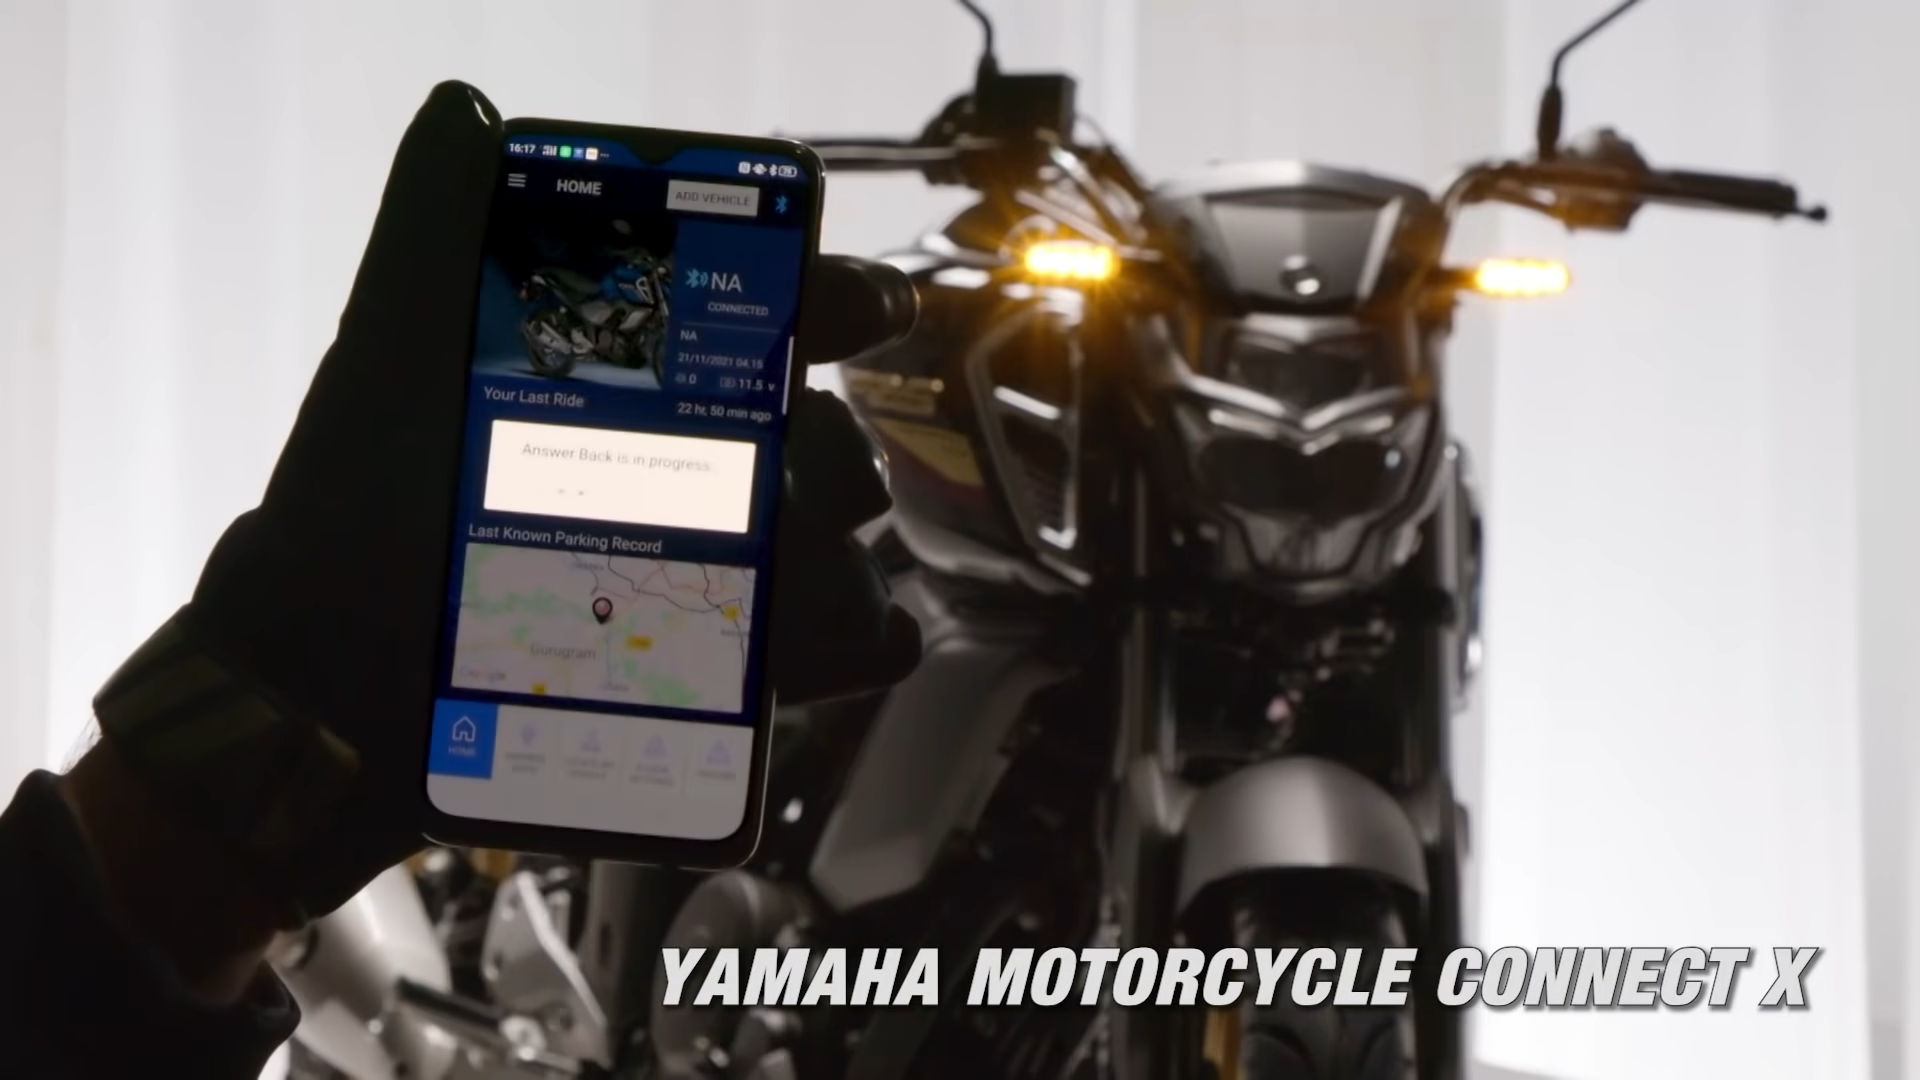 16:17
HOME
ADD VEHICLE
NA
CONNECTED
NA
21/11/2021 04.15
0 11.5 v
Your Last Ride
22 hr, 50 min ago
Answer Back is in progress.
Last Known Parking Record
Gurugram
Google
HOME
YAMAHA MOTORCYCLE CONNECT X